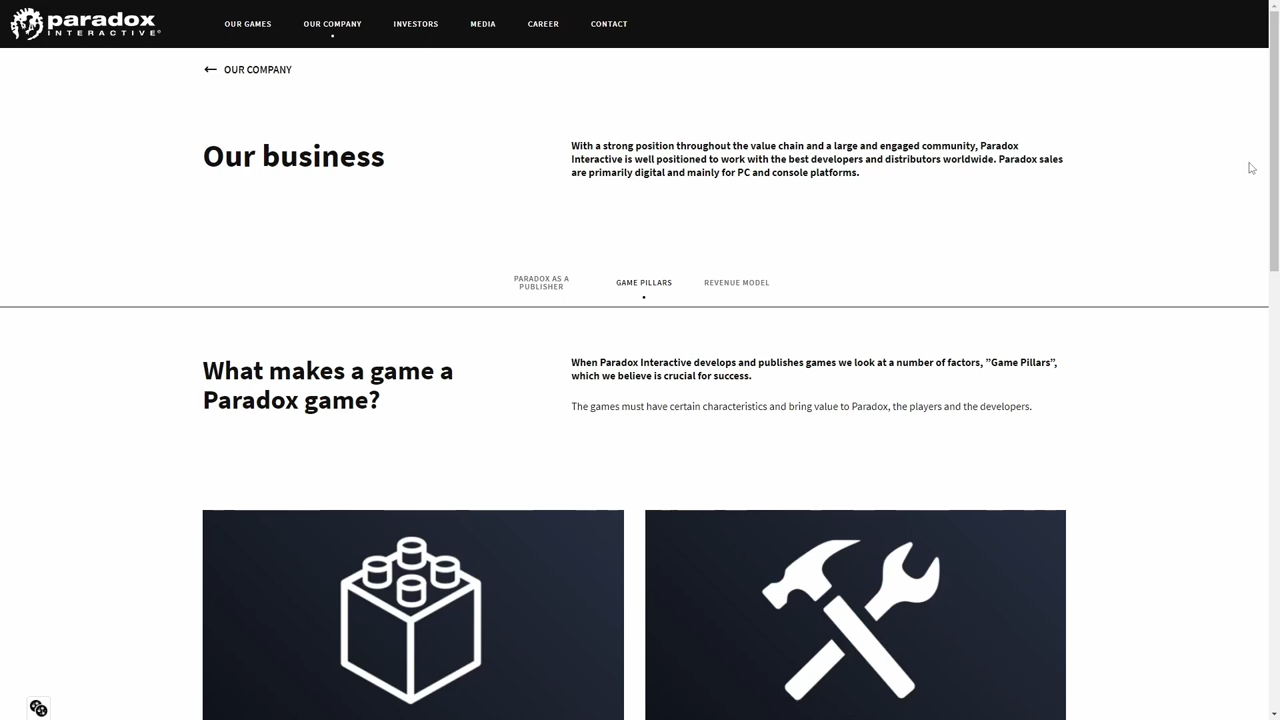 paradox
INTERACTIVE®
OUR GAMES OUR COMPANY INVESTORS MEDIA CAREER CONTACT
← OUR COMPANY
Our business
With a strong position throughout the value chain and a large and engaged community, Paradox
Interactive is well positioned to work with the best developers and distributors worldwide. Paradox sales
are primarily digital and mainly for PC and console platforms.
PARADOX AS A
PUBLISHER
GAME PILLARS
REVENUE MODEL
What makes a game a
Paradox game?
When Paradox Interactive develops and publishes games we look at a number of factors, ”Game Pillars”,
which we believe is crucial for success.
The games must have certain characteristics and bring value to Paradox, the players and the developers.